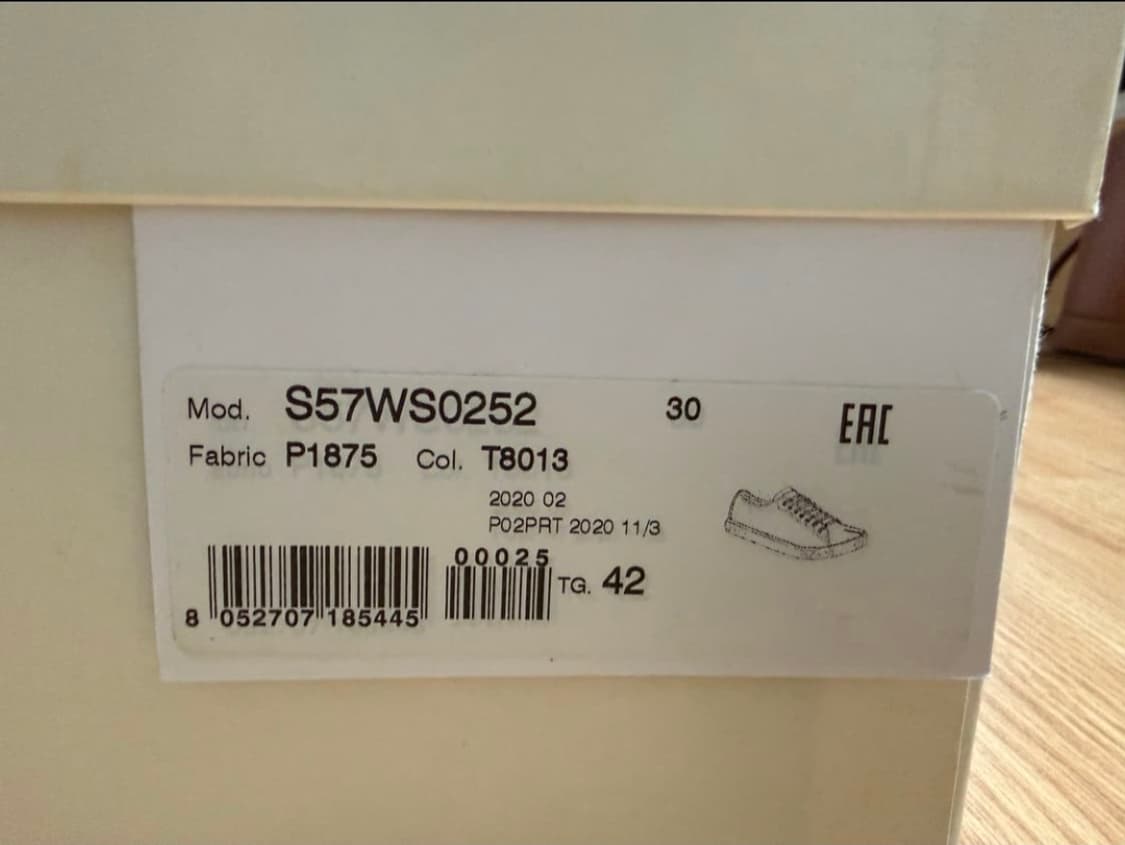 Mod. S57WS0252 30 EAC
Fabric P1875 Col. T8013
2020 02
P02PRT 2020 11/3
00025
TG. 42
8 052707 185445